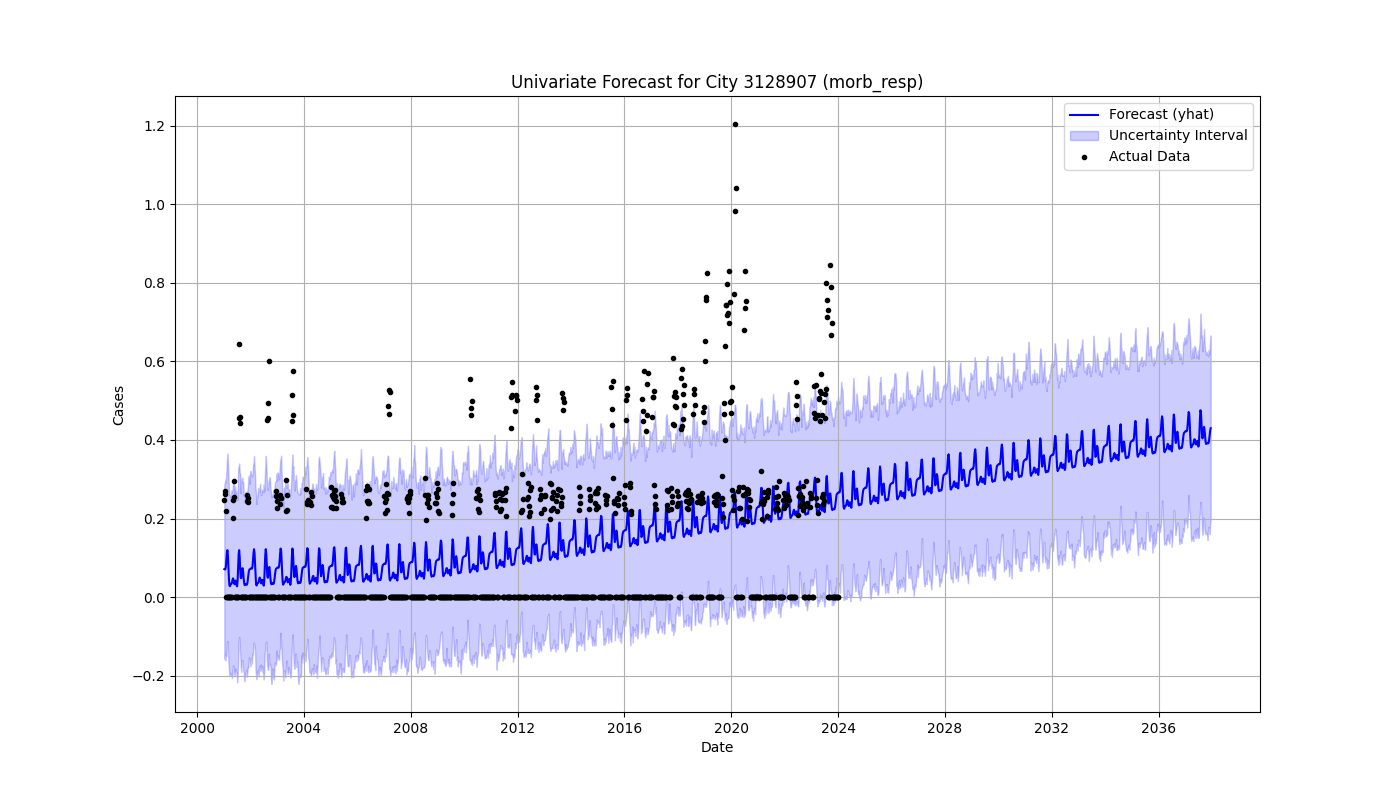 Univariate Forecast for City 3128907 (morb_resp)
Forecast (yhat)
Uncertainty Interval
Actual Data
Cases
1.2
1.0
0.8
0.6
0.4
0.2
0.0
−0.2
2000 2004 2008 2012 2016 2020 2024 2028 2032 2036
Date